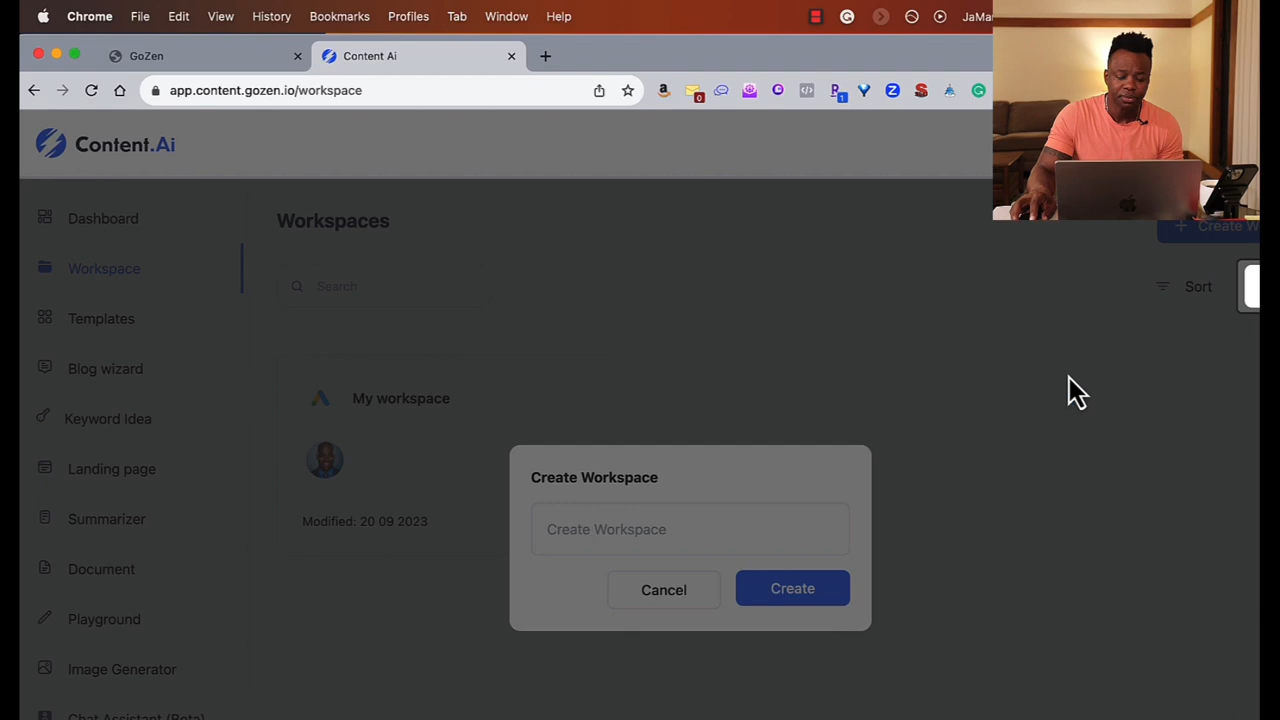 Chrome File Edit View History Bookmarks Profiles Tab Window Help
GoZen
Content Ai
app.content.gozen.io/workspace
0
1
Content.Ai
Dashboard
Workspace
Templates
Blog wizard
Keyword Idea
Landing page
Summarizer
Document
Playground
Image Generator
Chat Assistant (Beta)
Workspaces
Search
Sort
My workspace
Modified: 20 09 2023
Create Workspace
Create Workspace
Cancel
Create